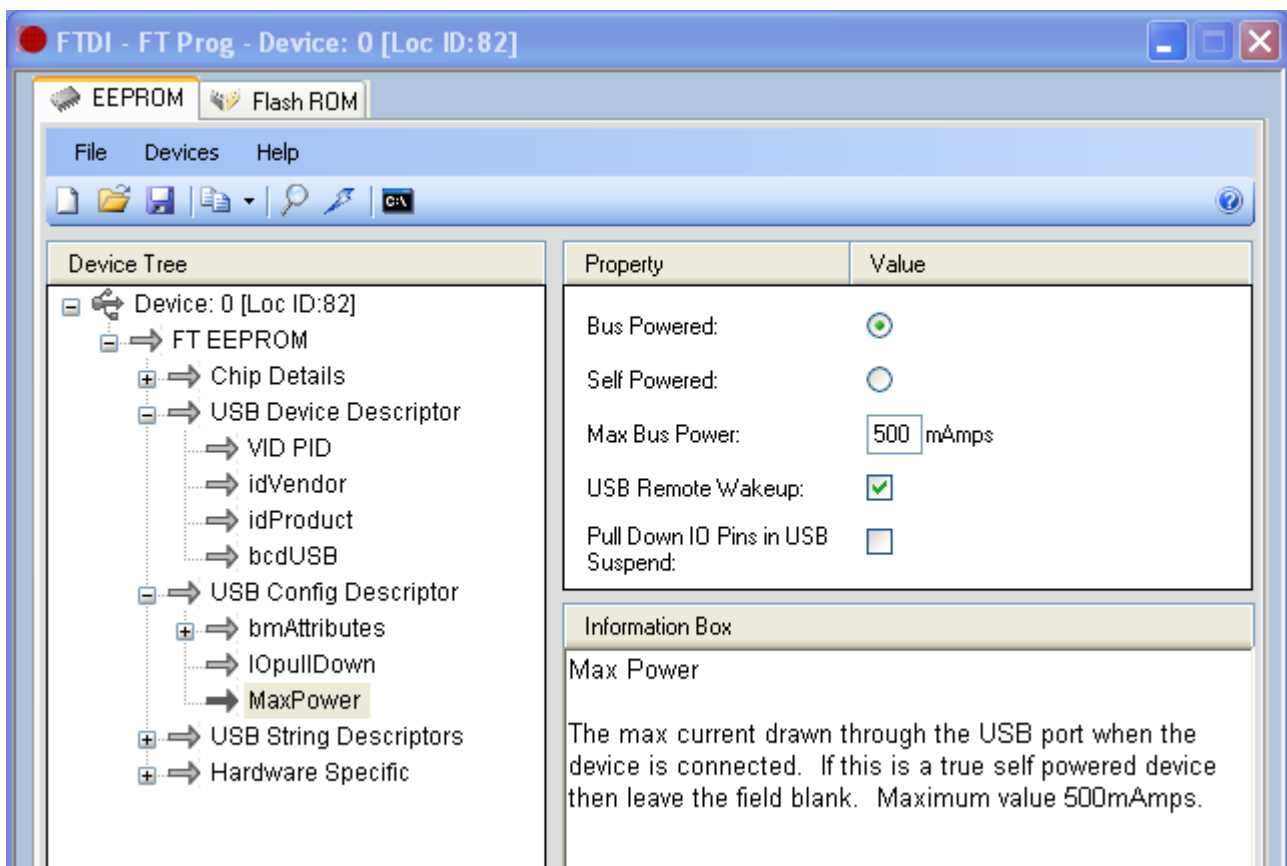 FTDI - FT Prog - Device: 0 [Loc ID:82]
EEPROM
Flash ROM
File Devices Help
C:\
Device Tree
Device: 0 [Loc ID:82]
FT EEPROM
Chip Details
USB Device Descriptor
VID PID
idVendor
idProduct
bcdUSB
USB Config Descriptor
bmAttributes
IOpullDown
MaxPower
USB String Descriptors
Hardware Specific
Property Value
Bus Powered:
Self Powered:
Max Bus Power: 500 mAmps
USB Remote Wakeup:
Pull Down IO Pins in USB
Suspend:
Information Box
Max Power
The max current drawn through the USB port when the
device is connected. If this is a true self powered device
then leave the field blank. Maximum value 500mAmps.